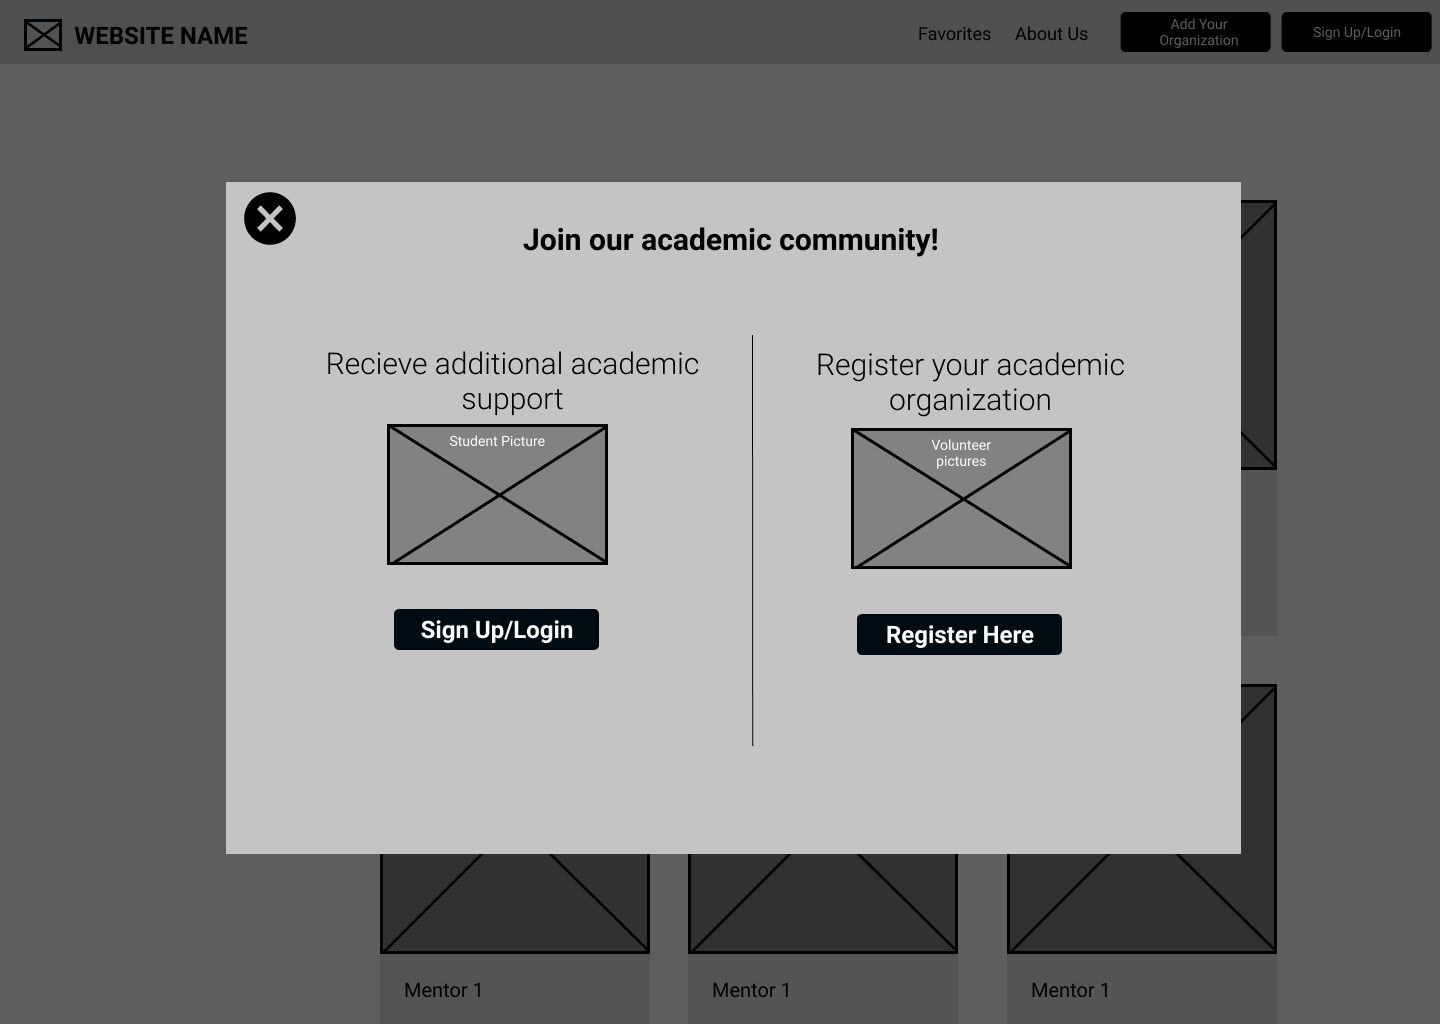 WEBSITE NAME
Favorites
About Us
Add Your
Organization
Sign Up/Login
Join our academic community!
Recieve additional academic
support
Student Picture
Sign Up/Login
Register your academic
organization
Volunteer
pictures
Register Here
Mentor 1
Mentor 1
Mentor 1